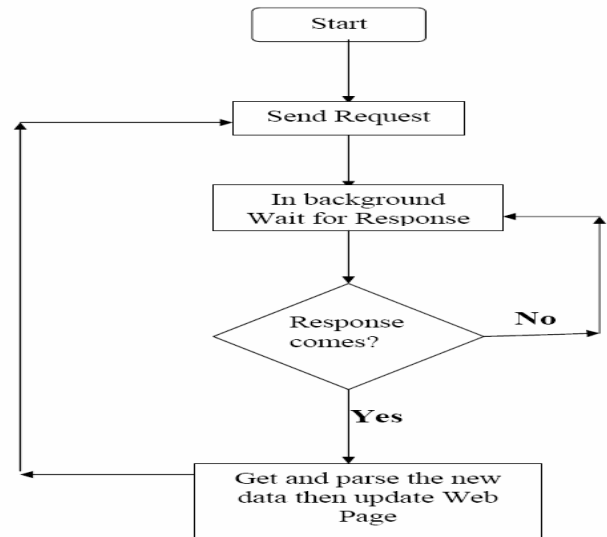 Start
Send Request
In background
Wait for Response
Response
comes?
No
Yes
Get and parse the new
data then update Web
Page